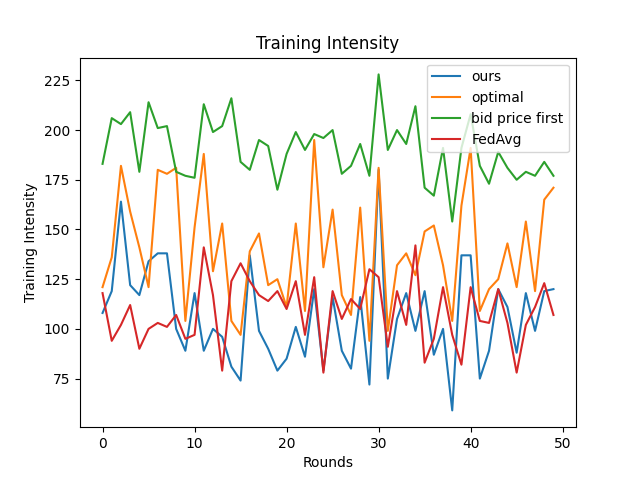 Training Intensity
ours
optimal
bid price first
FedAvg
225
200
175
150
125
100
75
Training Intensity
0
10
20
30
40
50
Rounds